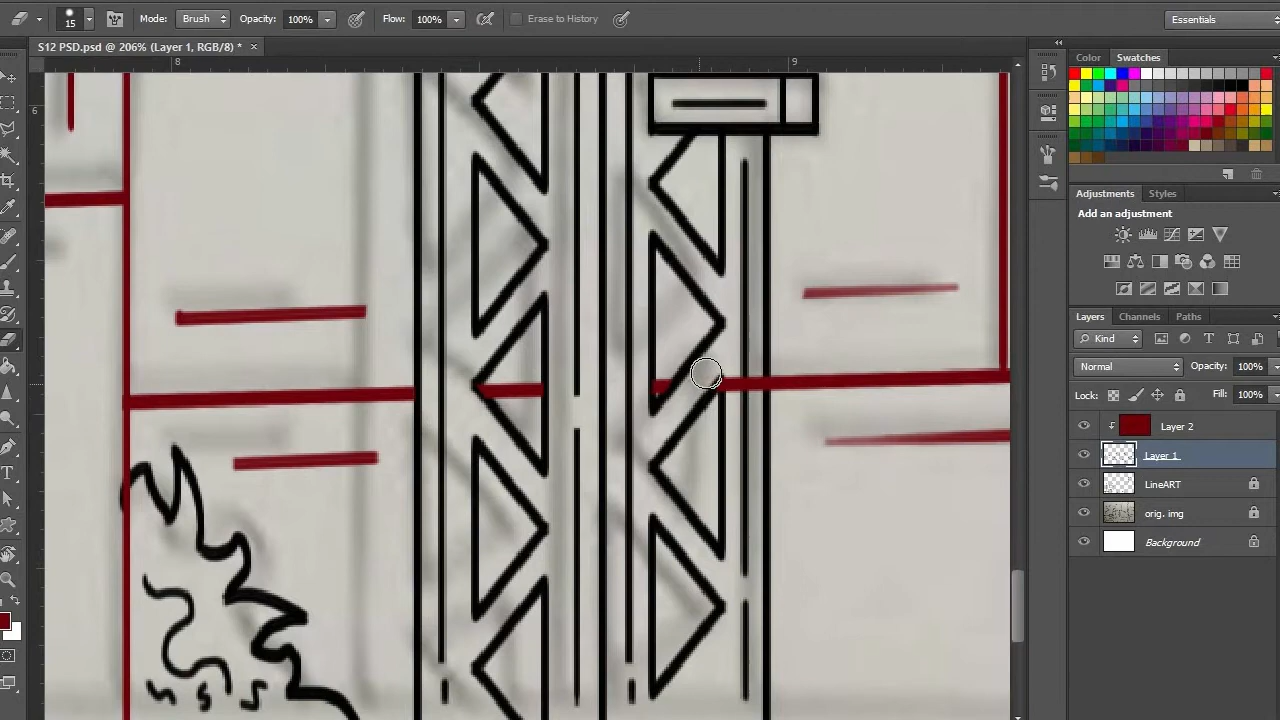 Mode: Brush Opacity: 100% Flow: 100% Erase to History Essentials
15
S12 PSD.psd @ 206% (Layer 1, RGB/8) * ×
8 9
6
Color Swatches
Adjustments Styles
Add an adjustment
Layers Channels Paths
Kind
Normal Opacity: 100%
Lock: Fill: 100%
Layer 2
Layer 1
LineART
orig. img
Background